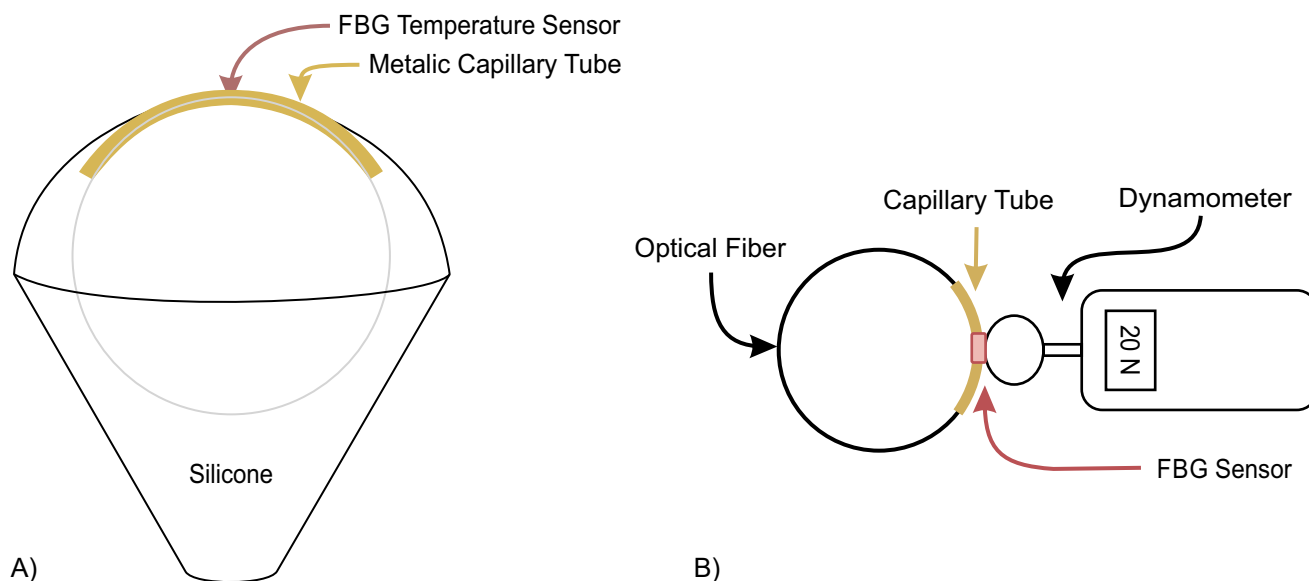 FBG Temperature Sensor
Metalic Capillary Tube
Silicone
A)
Capillary Tube
Dynamometer
Optical Fiber
20 N
FBG Sensor
B)